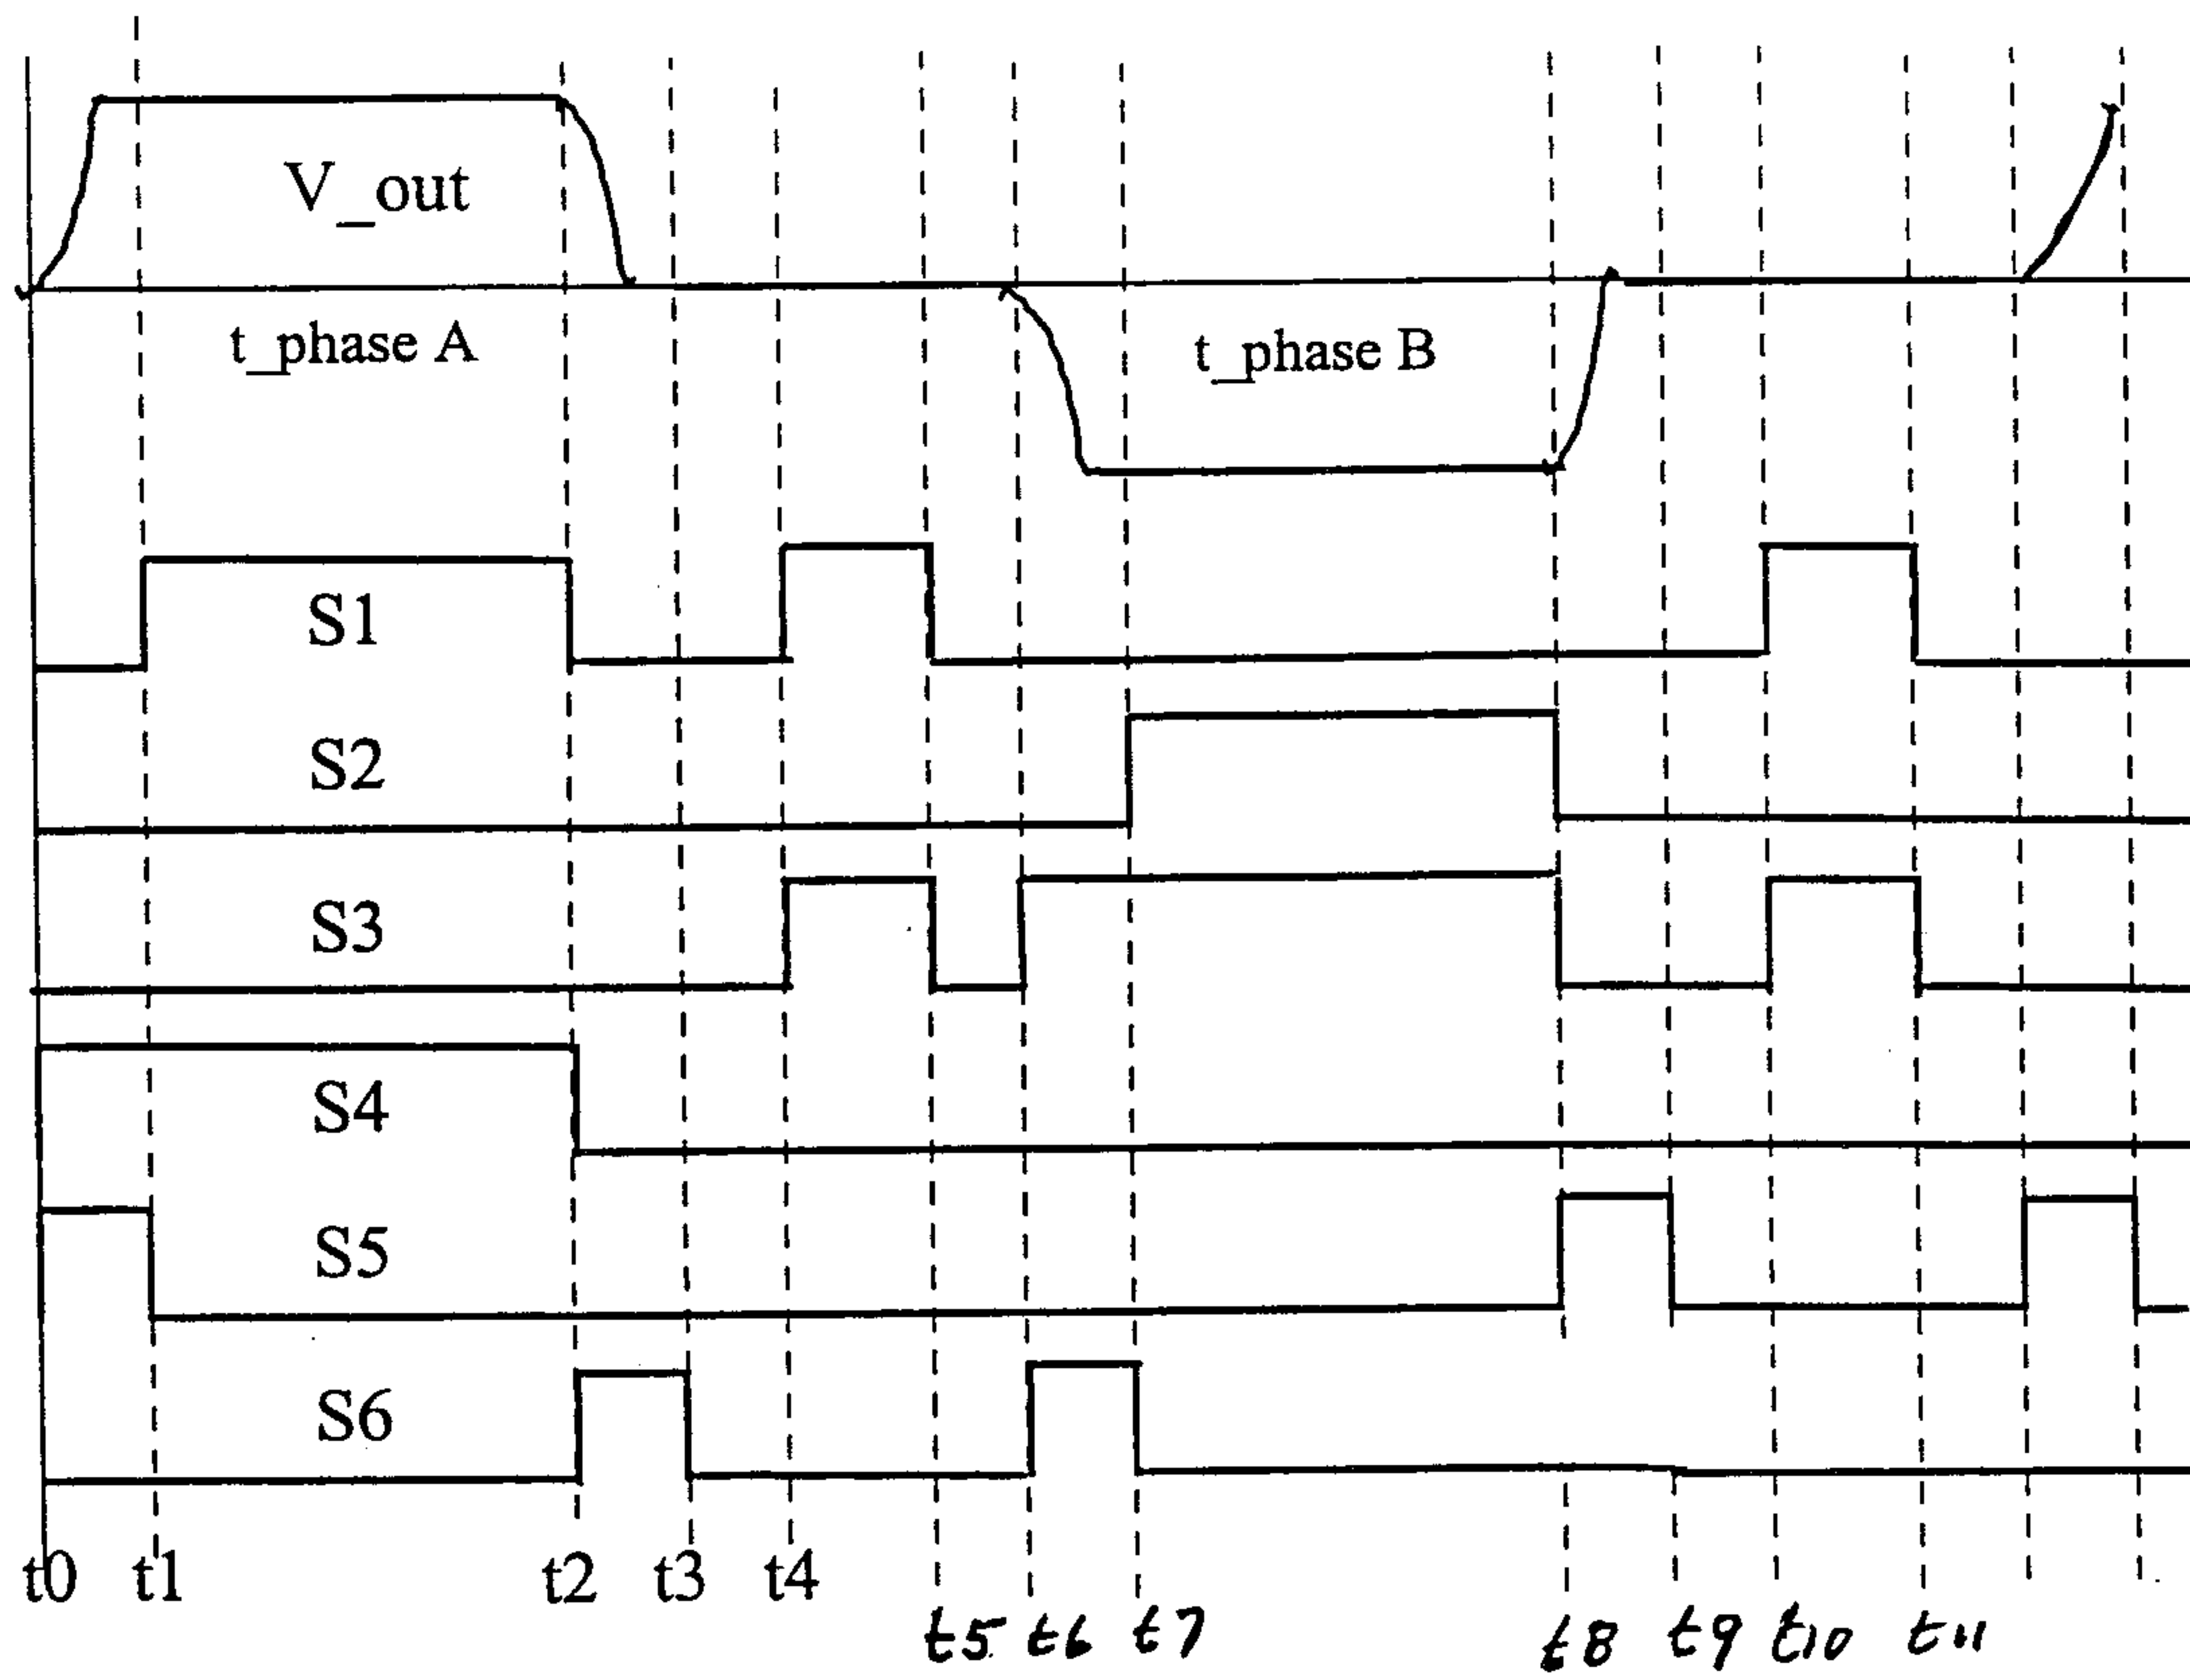 V_out
t_phase A
t_phase B
S1
S2
S3
S4
S5
S6
t0 t1 t2 t3 t4 t5 t6 t7 t8 t9 t10 t11